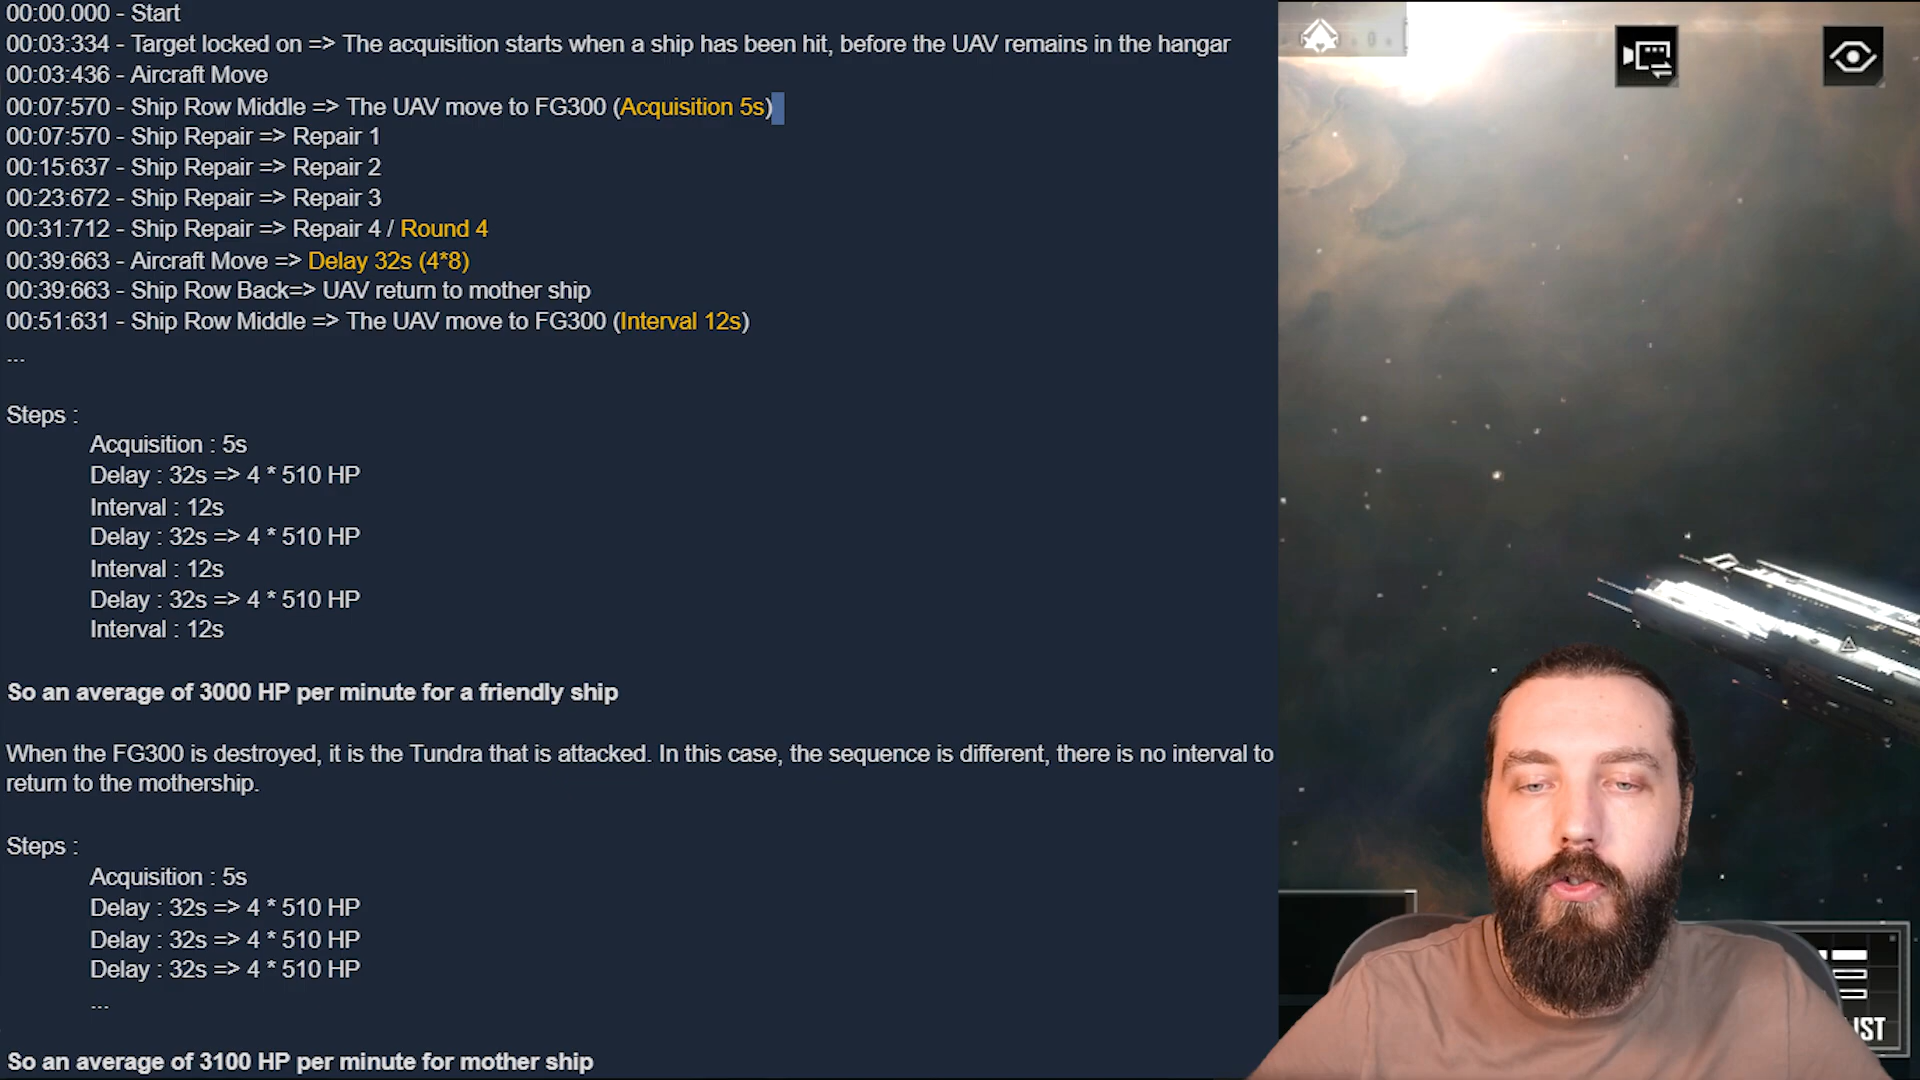 00:00.000 - Start
00:03:334 - Target locked on => The acquisition starts when a ship has been hit, before the UAV remains in the hangar
00:03:436 - Aircraft Move
00:07:570 - Ship Row Middle => The UAV move to FG300 (Acquisition 5s)
00:07:570 - Ship Repair => Repair 1
00:15:637 - Ship Repair => Repair 2
00:23:672 - Ship Repair => Repair 3
00:31:712 - Ship Repair => Repair 4 / Round 4
00:39:663 - Aircraft Move => Delay 32s (4*8)
00:39:663 - Ship Row Back=> UAV return to mother ship
00:51:631 - Ship Row Middle => The UAV move to FG300 (Interval 12s)
...
Steps :
Acquisition : 5s
Delay : 32s => 4 * 510 HP
Interval : 12s
Delay : 32s => 4 * 510 HP
Interval : 12s
Delay : 32s => 4 * 510 HP
Interval : 12s
So an average of 3000 HP per minute for a friendly ship
When the FG300 is destroyed, it is the Tundra that is attacked. In this case, the sequence is different, there is no interval to
return to the mothership.
Steps :
Acquisition : 5s
Delay : 32s => 4 * 510 HP
Delay : 32s => 4 * 510 HP
Delay : 32s => 4 * 510 HP
...
So an average of 3100 HP per minute for mother ship